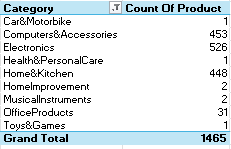 Category Count Of Product
Car&Motorbike 1
Computers&Accessories 453
Electronics 526
Health&PersonalCare 1
Home&Kitchen 448
HomeImprovement 2
MusicalInstruments 2
OfficeProducts 31
Toys&Games 1
Grand Total 1465